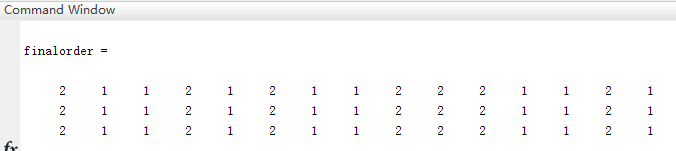 Command Window
finalorder =
2 1 1 2 1 2 1 1 2 2 2 1 1 2 1
2 1 1 2 1 2 1 1 2 2 2 1 1 2 1
2 1 1 2 1 2 1 1 2 2 2 1 1 2 1
fx